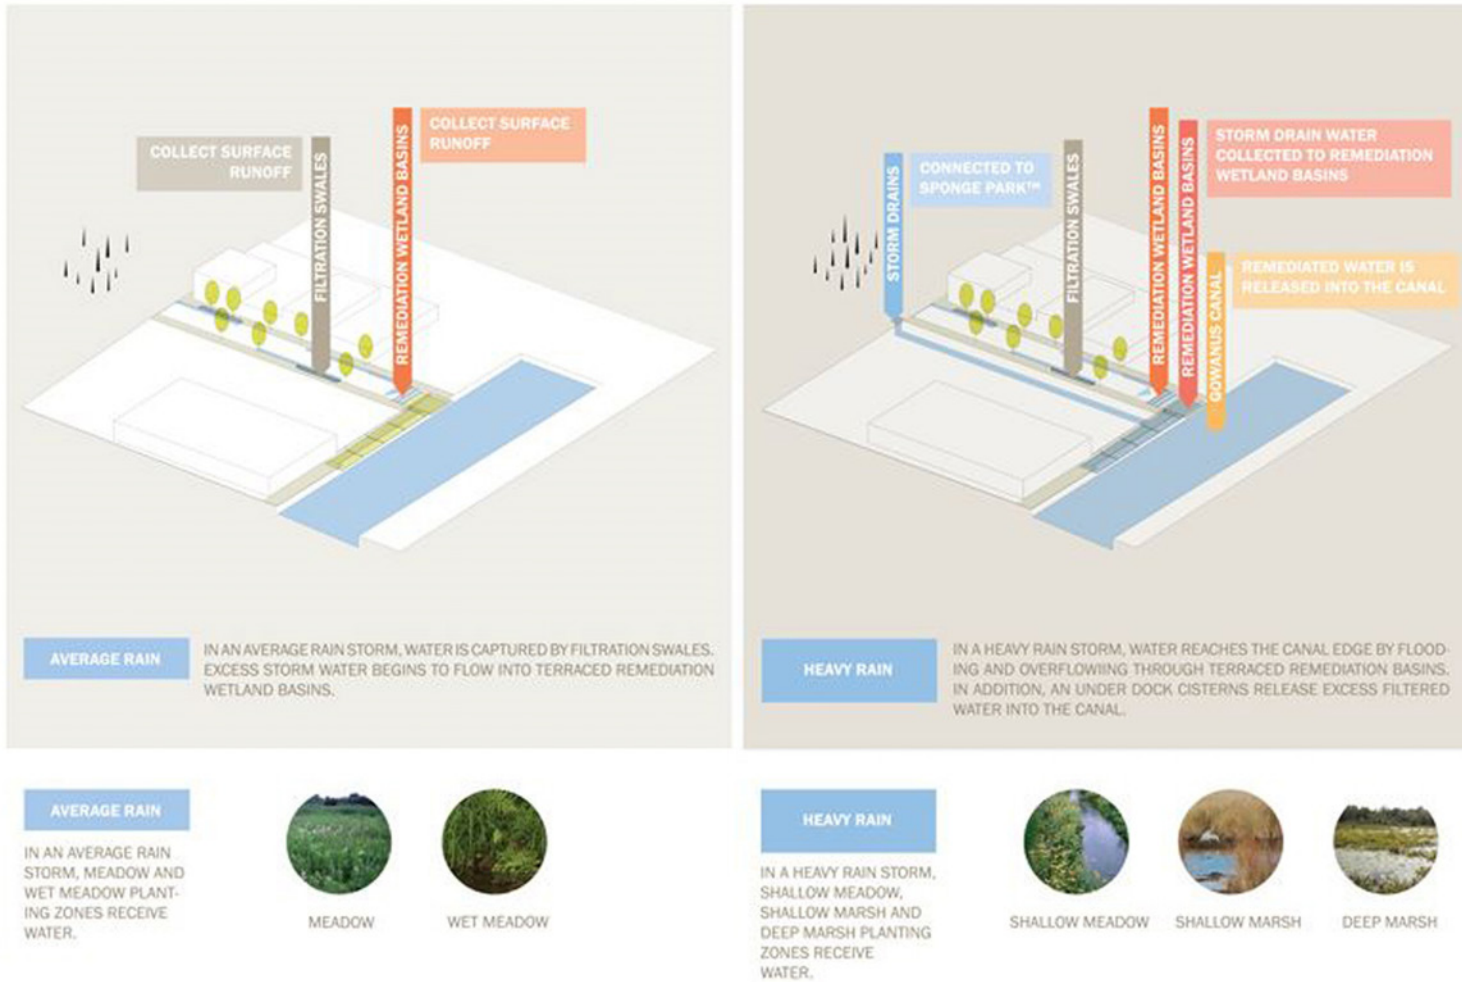 COLLECT SURFACE
RUNOFF
FILTRATION SWALES
REMEDIATION WETLAND BASINS
COLLECT SURFACE
RUNOFF
AVERAGE RAIN
IN AN AVERAGE RAIN STORM, WATER IS CAPTURED BY FILTRATION SWALES.
EXCESS STORM WATER BEGINS TO FLOW INTO TERRACED REMEDIATION
WETLAND BASINS.
STORM DRAINS
CONNECTED TO
SPONGE PARK™
FILTRATION SWALES
REMEDIATION WETLAND BASINS
REMEDIATION WETLAND BASINS
STORM DRAIN WATER
COLLECTED TO REMEDIATION
WETLAND BASINS
GOWANUS CANAL
REMEDIATED WATER IS
RELEASED INTO THE CANAL
HEAVY RAIN
IN A HEAVY RAIN STORM, WATER REACHES THE CANAL EDGE BY FLOOD-
ING AND OVERFLOWIING THROUGH TERRACED REMEDIATION BASINS.
IN ADDITION, AN UNDER DOCK CISTERNS RELEASE EXCESS FILTERED
WATER INTO THE CANAL.
AVERAGE RAIN
IN AN AVERAGE RAIN
STORM, MEADOW AND
WET MEADOW PLANT-
ING ZONES RECEIVE
WATER.
MEADOW
WET MEADOW
HEAVY RAIN
IN A HEAVY RAIN STORM,
SHALLOW MEADOW,
SHALLOW MARSH AND
DEEP MARSH PLANTING
ZONES RECEIVE
WATER.
SHALLOW MEADOW
SHALLOW MARSH
DEEP MARSH